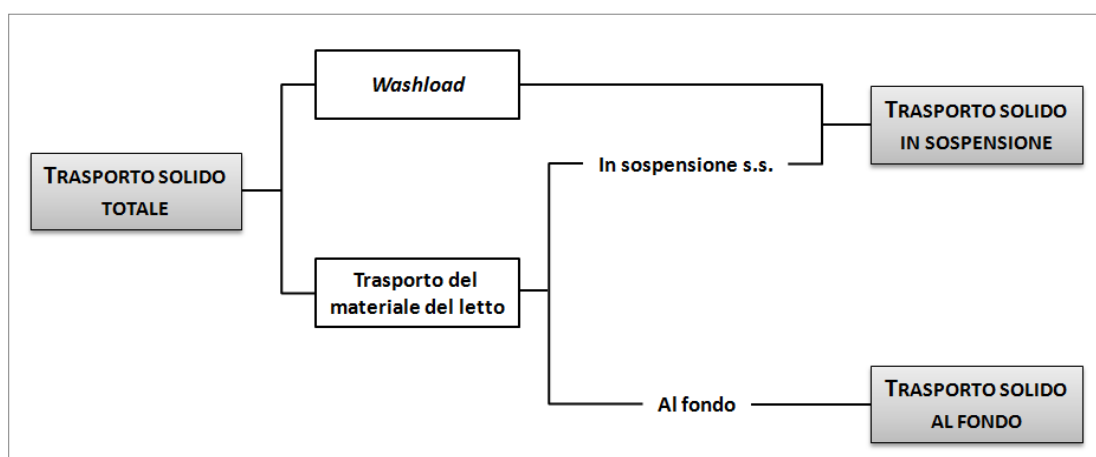 Washload
TRASPORTO SOLIDO
IN SOSPENSIONE
In sospensione s.s.
TRASPORTO SOLIDO
TOTALE
Trasporto del
materiale del letto
Al fondo
TRASPORTO SOLIDO
AL FONDO